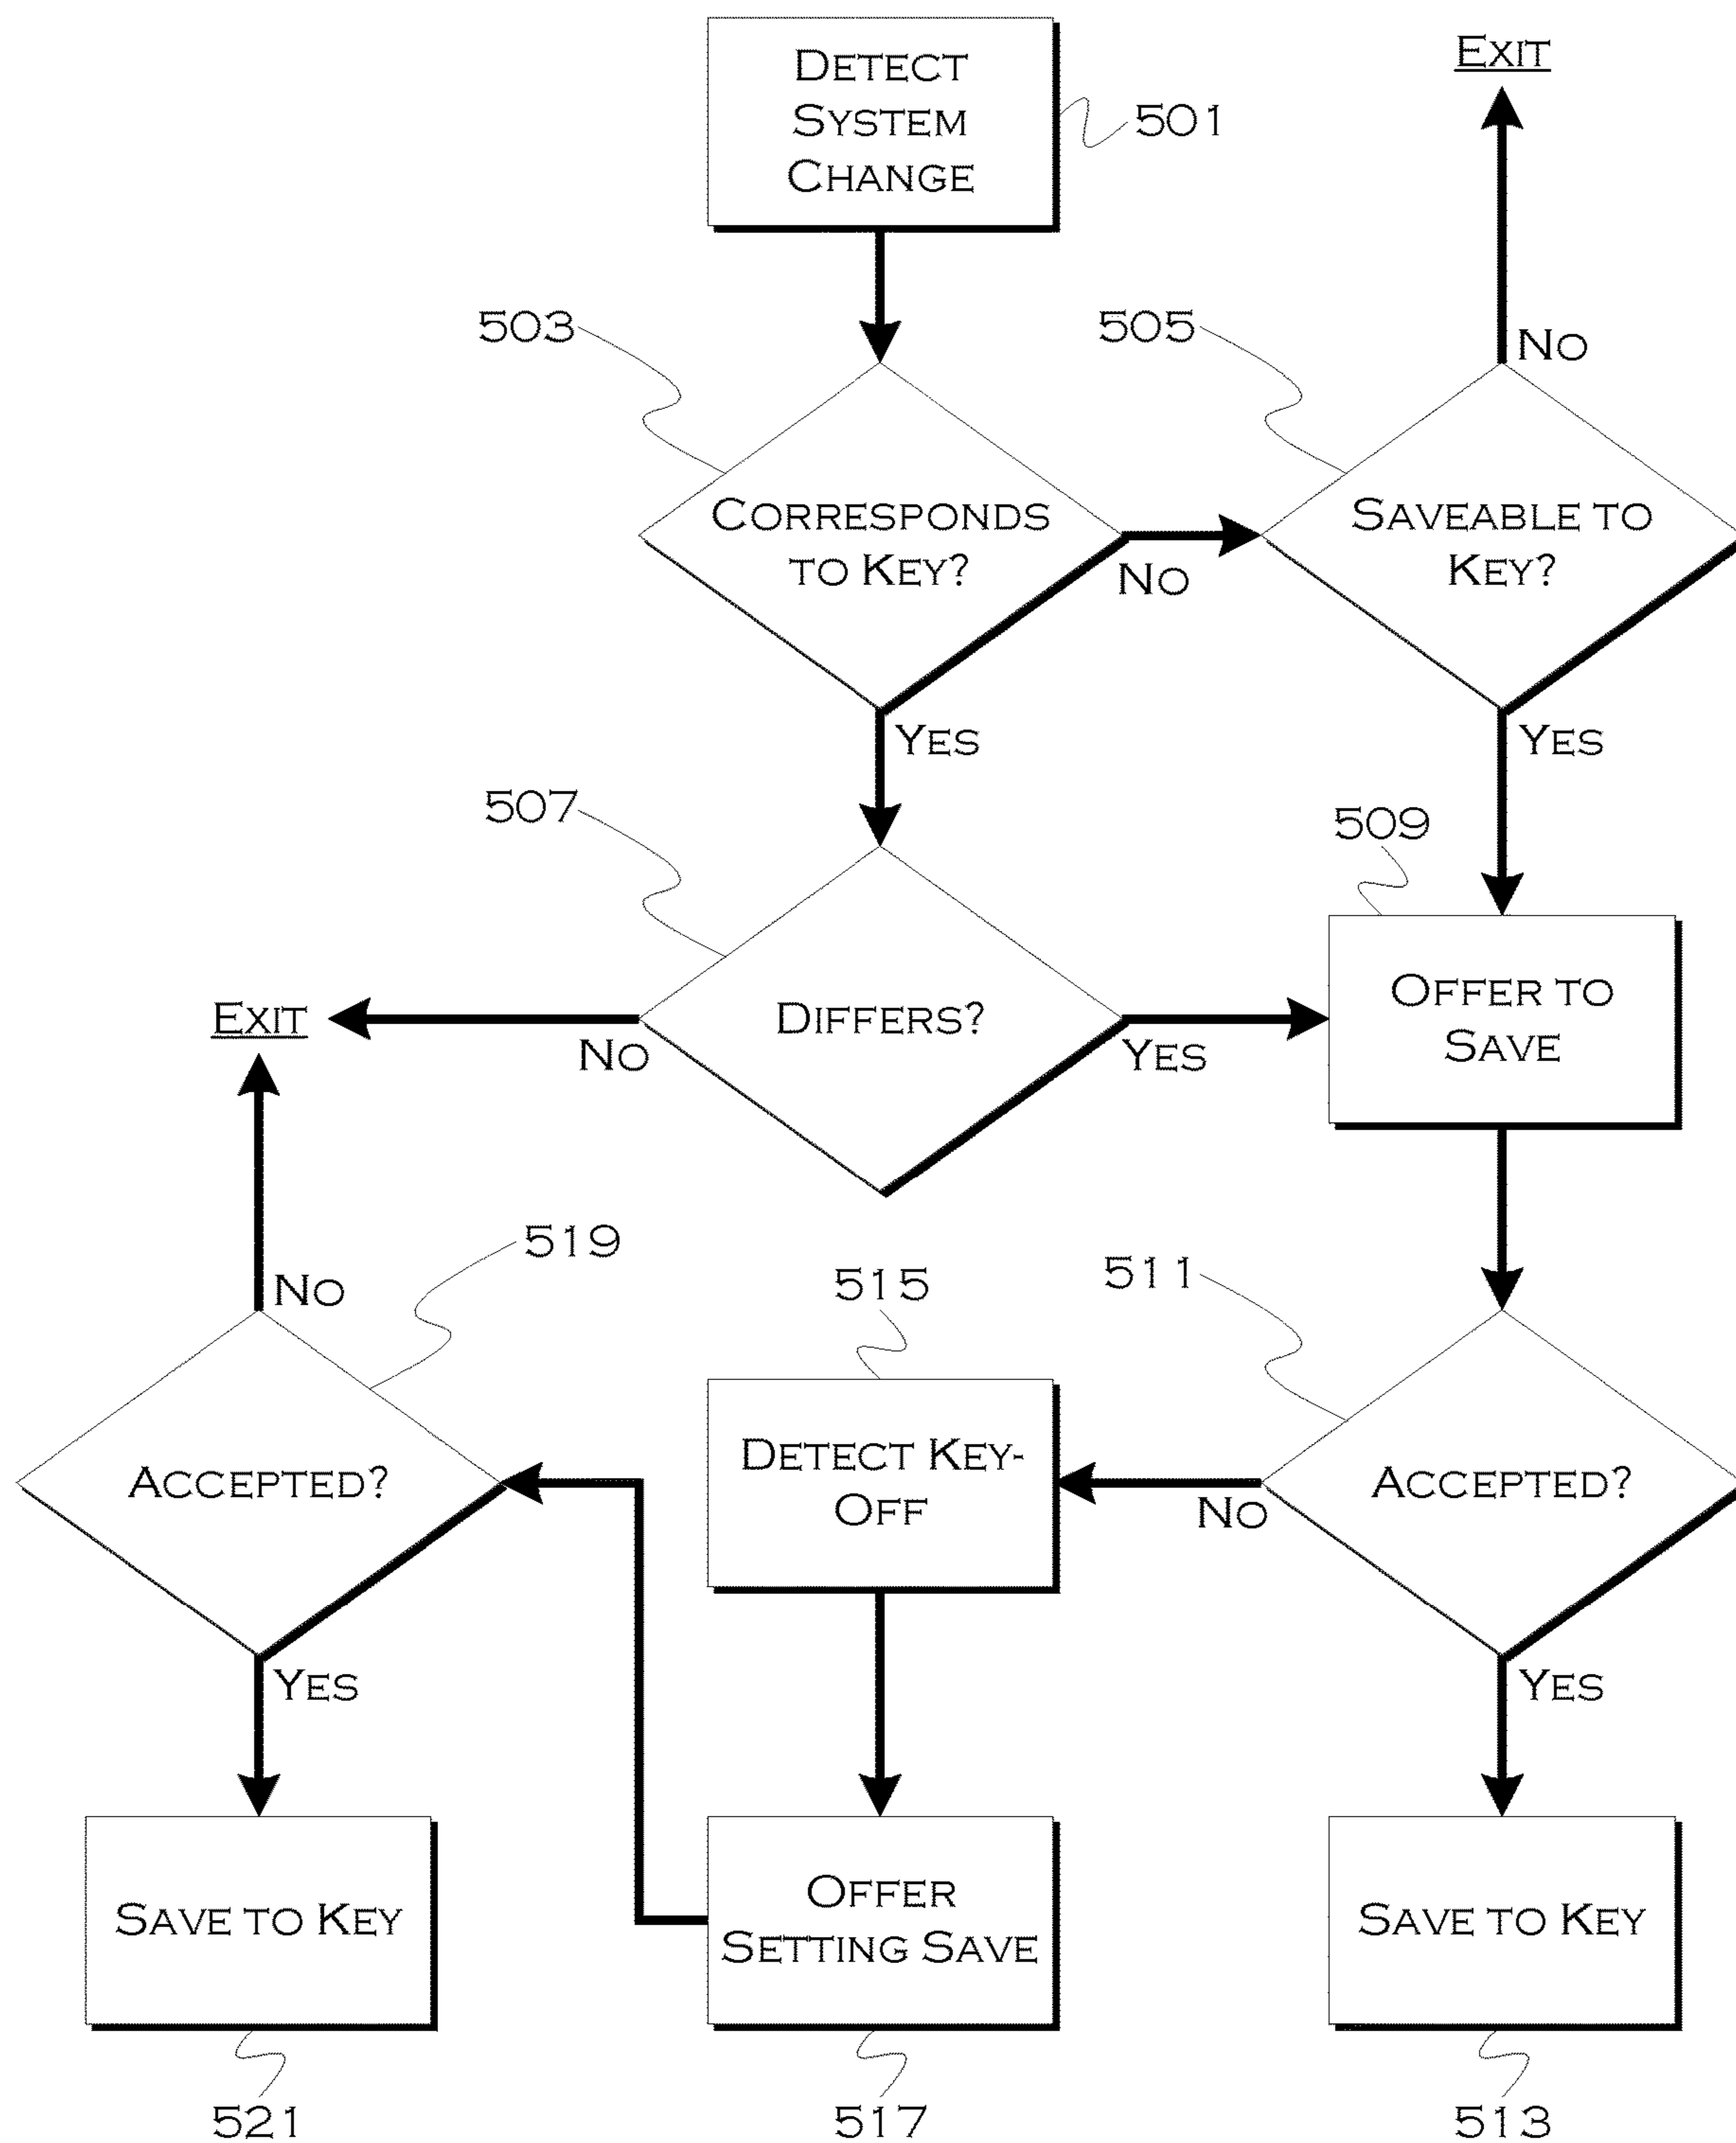 Detect
System
Change
501
Exit
503
505
No
Corresponds
to Key?
No
Saveable to
Key?
Yes
Yes
507
509
Exit
No
Differs?
Yes
Offer to
Save
519
515
511
No
Accepted?
Detect Key-
Off
No
Accepted?
Yes
Yes
Save to Key
Offer
Setting Save
Save to Key
521
517
513